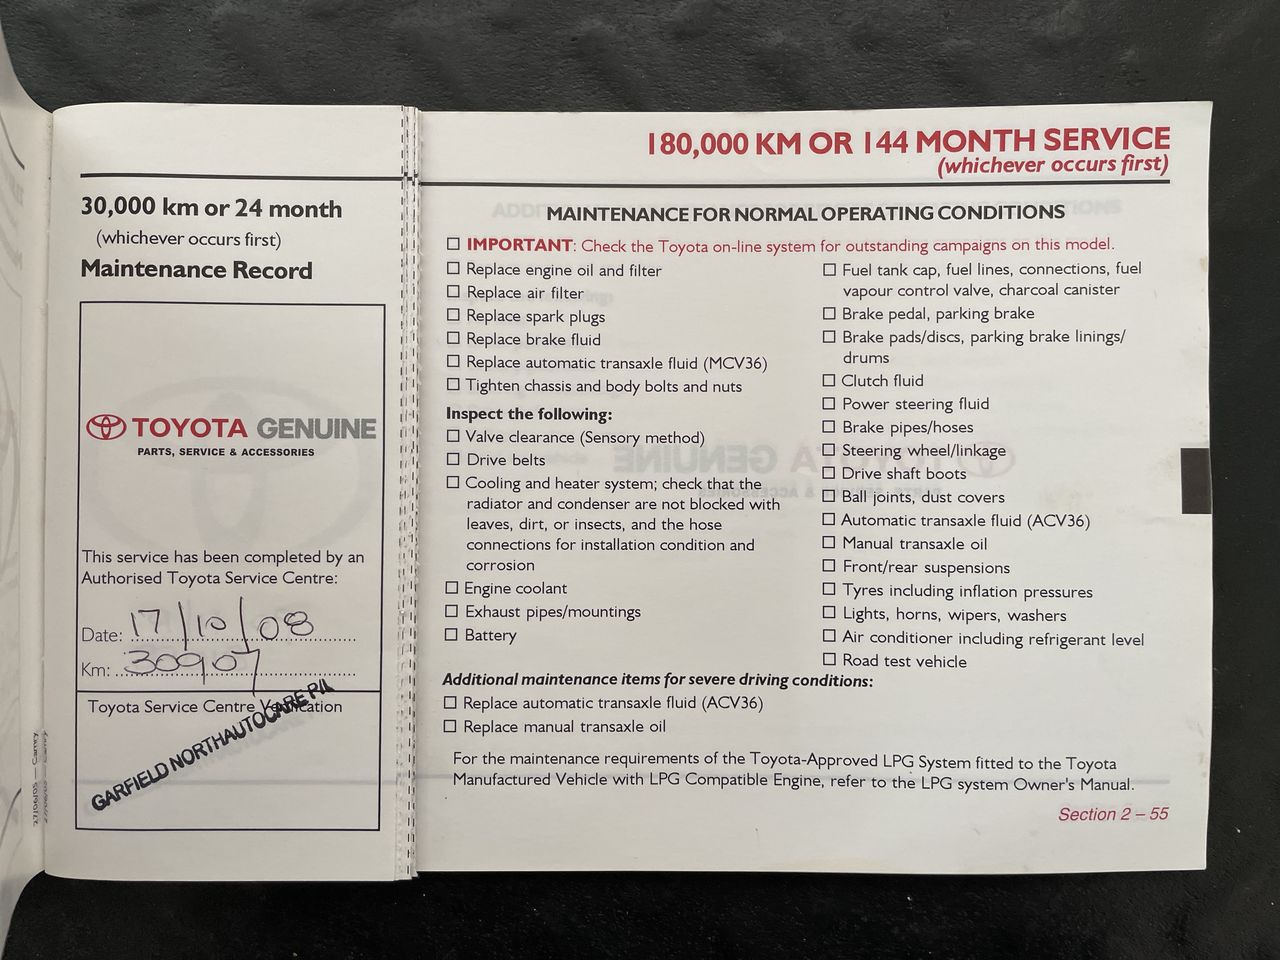 30,000 km or 24 month
(whichever occurs first)
Maintenance Record
TOYOTA GENUINE
PARTS, SERVICE & ACCESSORIES
This service has been completed by an
Authorised Toyota Service Centre:
Date: 17/10/08
Km: 30907
Toyota Service Centre Verification
GARFIELD NORTH AUTOCARE P/L
180,000 KM OR 144 MONTH SERVICE
(whichever occurs first)
MAINTENANCE FOR NORMAL OPERATING CONDITIONS
☐ IMPORTANT: Check the Toyota on-line system for outstanding campaigns on this model.
☐ Replace engine oil and filter
☐ Replace air filter
☐ Replace spark plugs
☐ Replace brake fluid
☐ Replace automatic transaxle fluid (MCV36)
☐ Tighten chassis and body bolts and nuts
Inspect the following:
☐ Valve clearance (Sensory method)
☐ Drive belts
☐ Cooling and heater system; check that the
radiator and condenser are not blocked with
leaves, dirt, or insects, and the hose
connections for installation condition and
corrosion
☐ Engine coolant
☐ Exhaust pipes/mountings
☐ Battery
☐ Fuel tank cap, fuel lines, connections, fuel
vapour control valve, charcoal canister
☐ Brake pedal, parking brake
☐ Brake pads/discs, parking brake linings/
drums
☐ Clutch fluid
☐ Power steering fluid
☐ Brake pipes/hoses
☐ Steering wheel/linkage
☐ Drive shaft boots
☐ Ball joints, dust covers
☐ Automatic transaxle fluid (ACV36)
☐ Manual transaxle oil
☐ Front/rear suspensions
☐ Tyres including inflation pressures
☐ Lights, horns, wipers, washers
☐ Air conditioner including refrigerant level
☐ Road test vehicle
Additional maintenance items for severe driving conditions:
☐ Replace automatic transaxle fluid (ACV36)
☐ Replace manual transaxle oil
For the maintenance requirements of the Toyota-Approved LPG System fitted to the Toyota
Manufactured Vehicle with LPG Compatible Engine, refer to the LPG system Owner's Manual.
Section 2 – 55